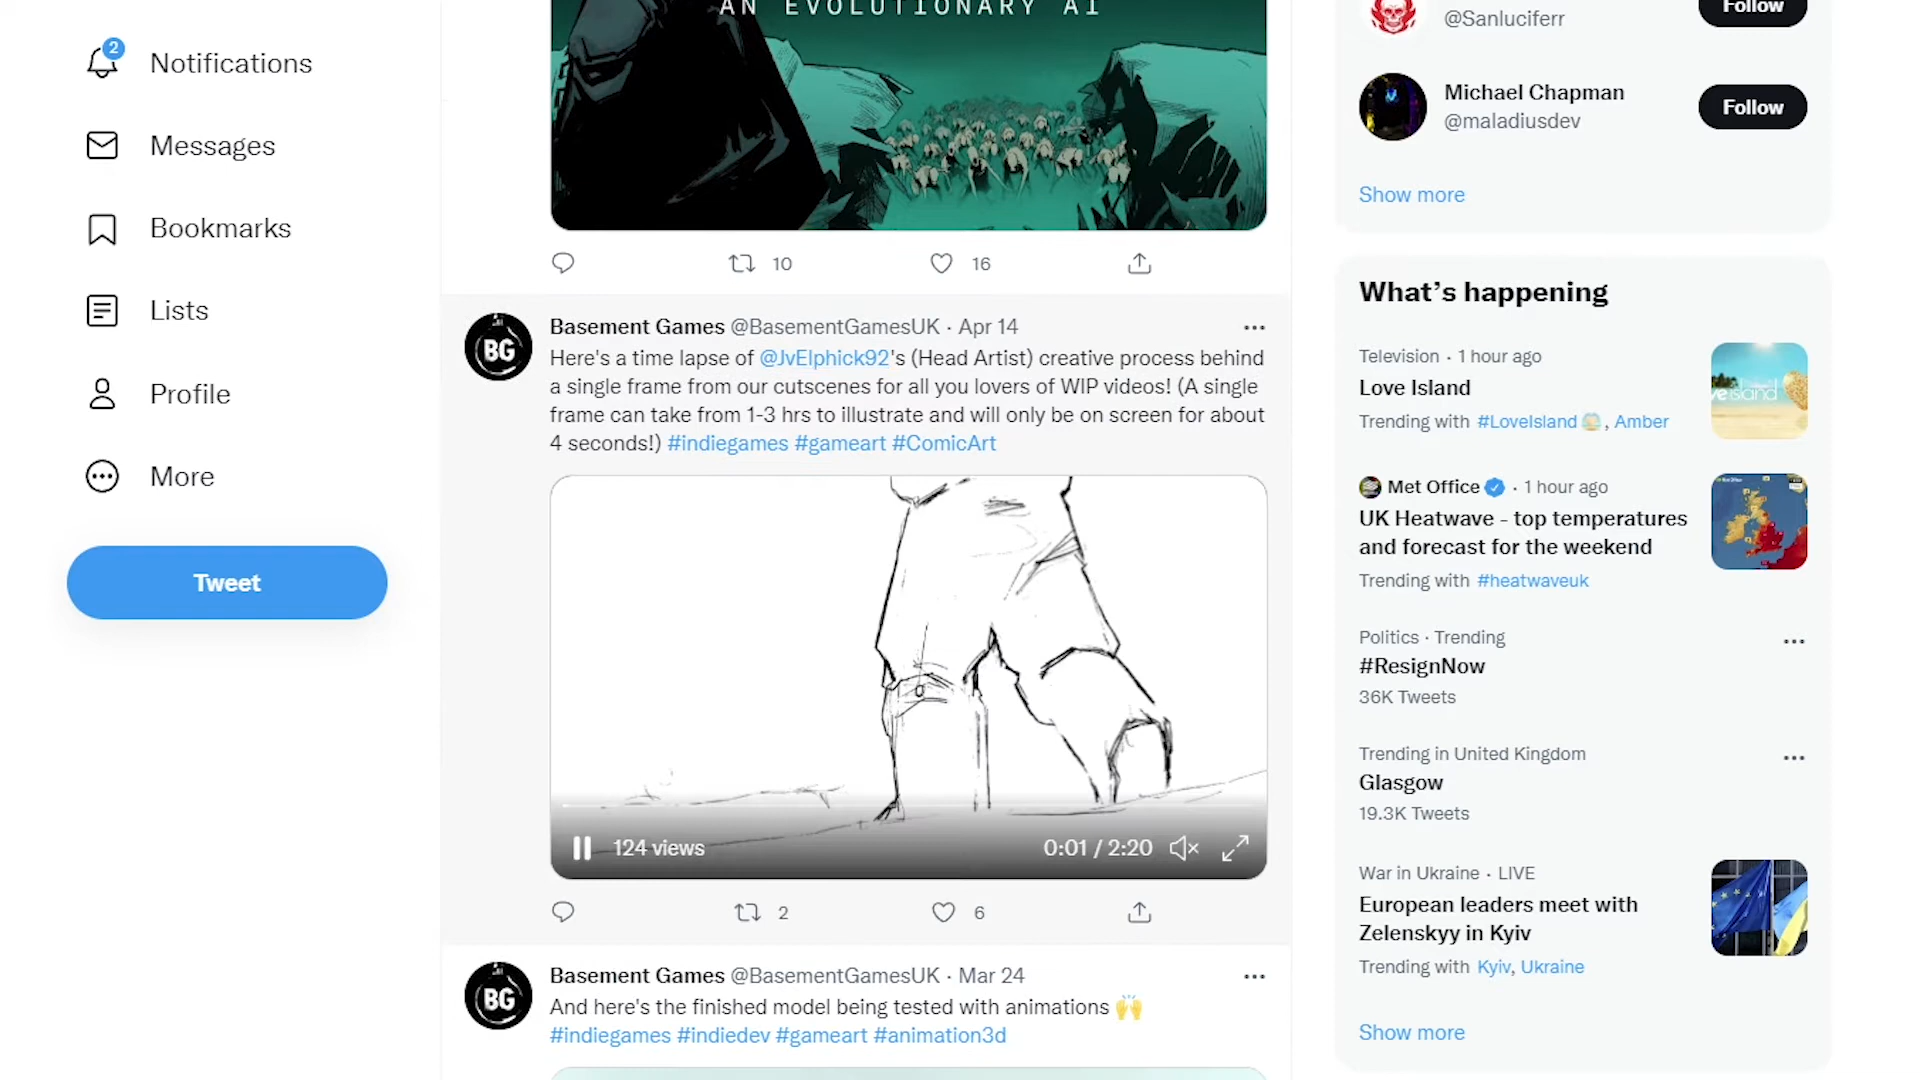 2
Notifications
Messages
Bookmarks
Lists
Profile
More
Tweet
AN EVOLUTIONARY AI
10
16
BG
Basement Games @BasementGamesUK · Apr 14
Here's a time lapse of @JvElphick92's (Head Artist) creative process behind
a single frame from our cutscenes for all you lovers of WIP videos! (A single
frame can take from 1-3 hrs to illustrate and will only be on screen for about
4 seconds!) #indiegames #gameart #ComicArt
124 views
0:01 / 2:20
2
6
BG
Basement Games @BasementGamesUK · Mar 24
And here's the finished model being tested with animations 🙌
#indiegames #indiedev #gameart #animation3d
@Sanluciferr
Follow
Michael Chapman
@maladiusdev
Follow
Show more
What's happening
Television · 1 hour ago
Love Island
Trending with #LoveIsland , Amber
ve island
Met Office · 1 hour ago
UK Heatwave - top temperatures
and forecast for the weekend
Trending with #heatwaveuk
Politics · Trending
#ResignNow
36K Tweets
Trending in United Kingdom
Glasgow
19.3K Tweets
War in Ukraine · LIVE
European leaders meet with
Zelenskyy in Kyiv
Trending with Kyiv, Ukraine
Show more